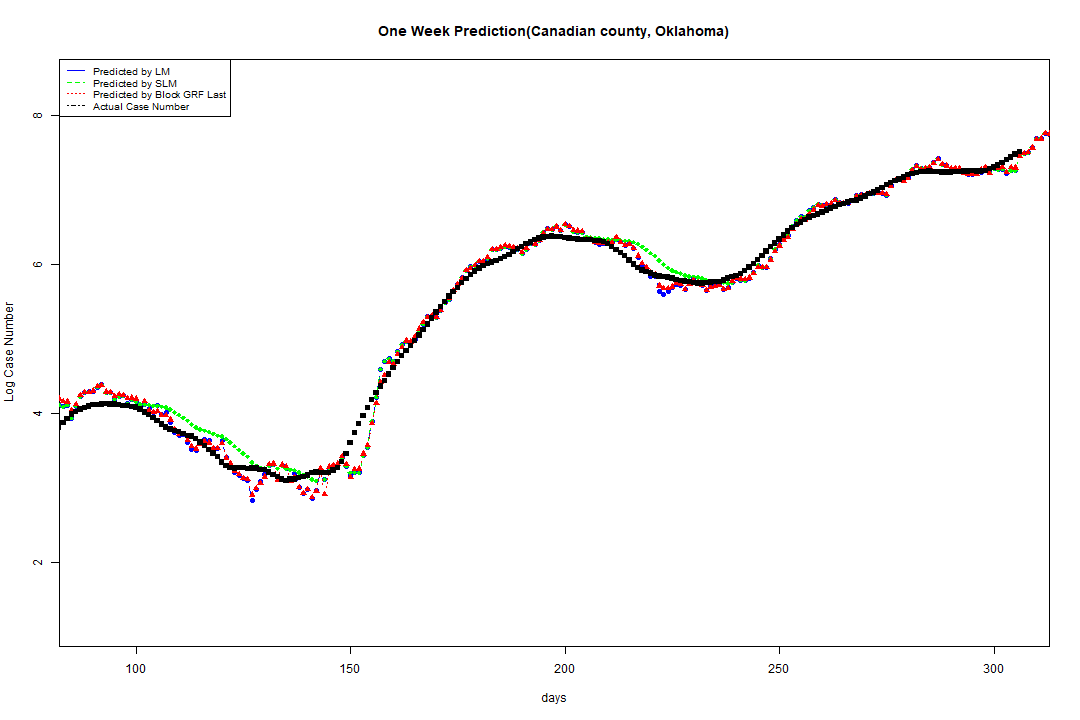 One Week Prediction(Canadian county, Oklahoma)
Predicted by LM
Predicted by SLM
Predicted by Block GRF Last
Actual Case Number
8
6
4
2
Log Case Number
100 150 200 250 300
days